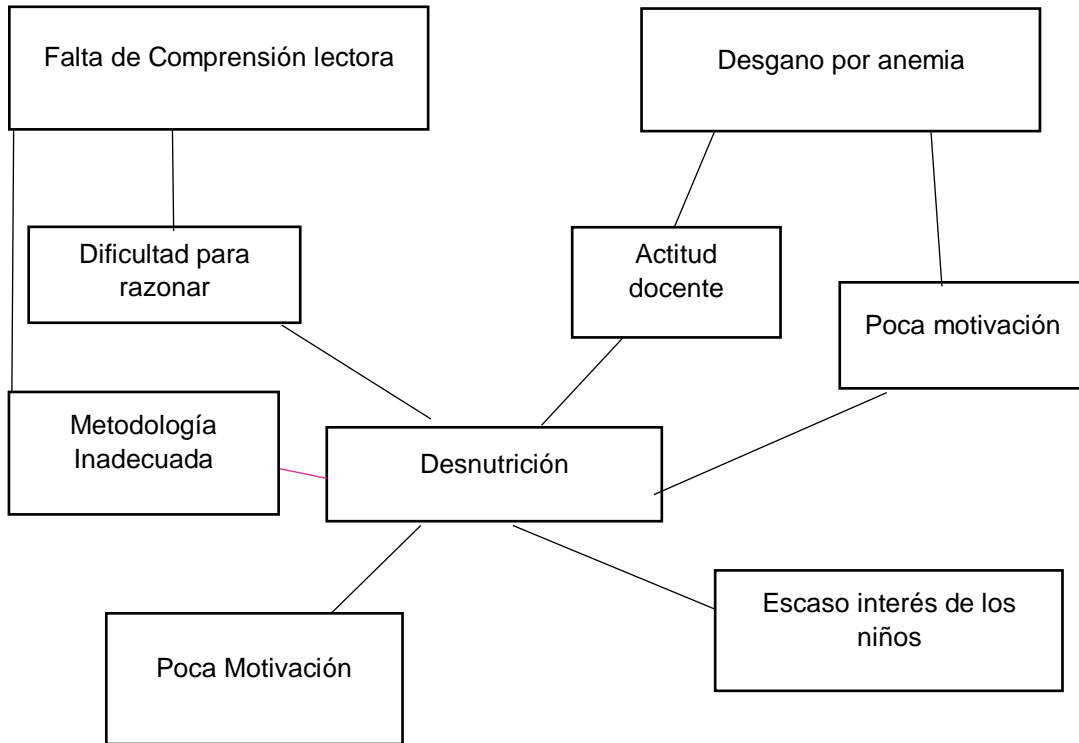 Falta de Comprensión lectora
Desgano por anemia
Dificultad para
razonar
Actitud
docente
Poca motivación
Metodología
Inadecuada
Desnutrición
Escaso interés de los
niños
Poca Motivación